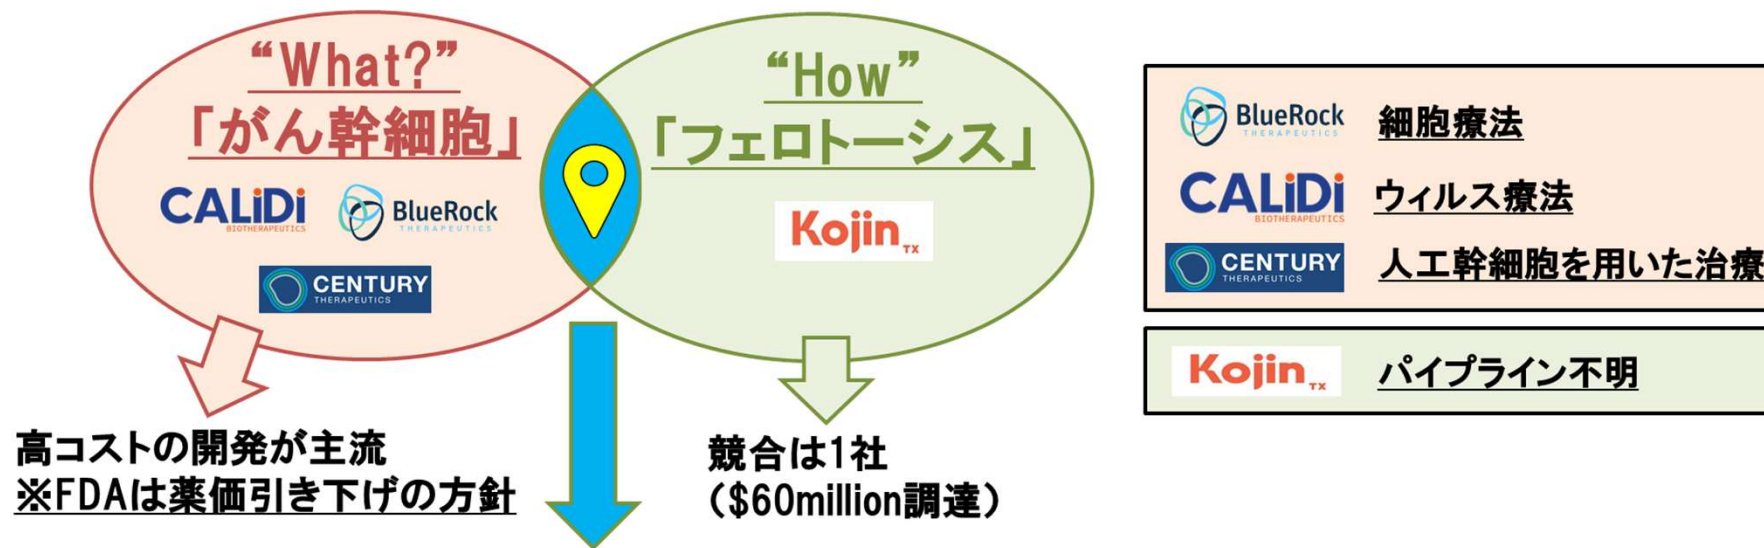 “What?”
「がん幹細胞」
CALiDi
BIOTHERAPEUTICS
BlueRock
THERAPEUTICS
CENTURY
THERAPEUTICS
“How”
「フェロトーシス」
Kojin TX
高コストの開発が主流
※FDAは薬価引き下げの方針
競合は1社
($60million調達)
BlueRock
THERAPEUTICS
細胞療法
CALiDi
BIOTHERAPEUTICS
ウィルス療法
CENTURY
THERAPEUTICS
人工幹細胞を用いた治療
Kojin TX
パイプライン不明